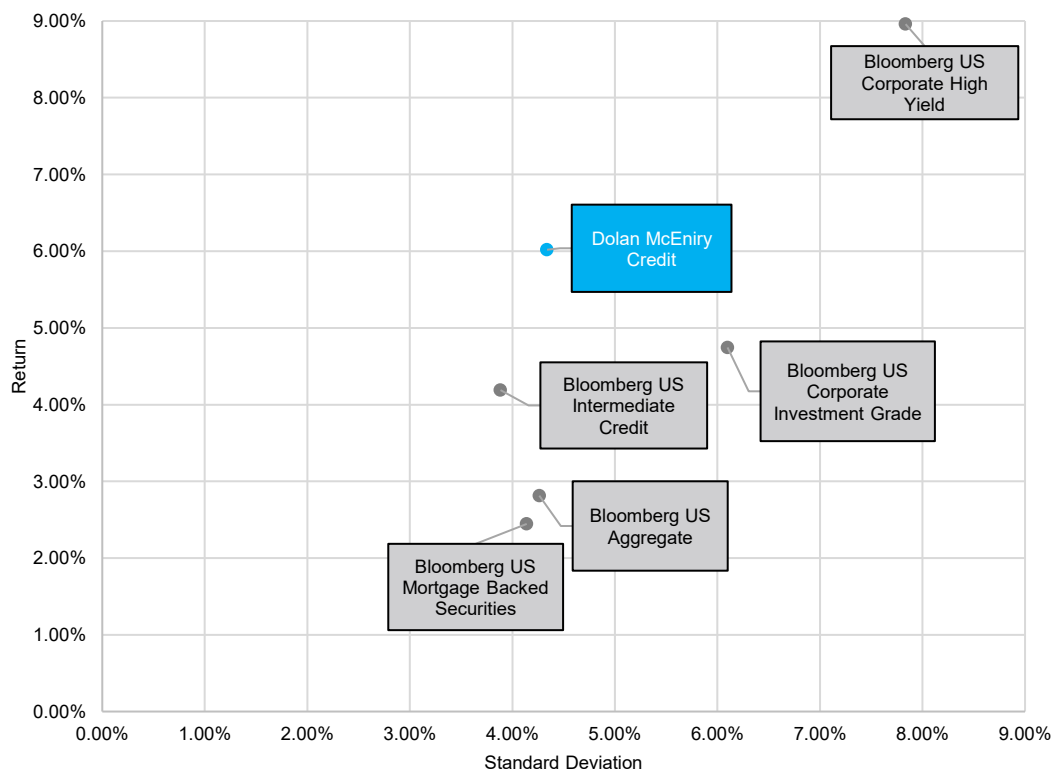 9.00%
Bloomberg US
Corporate High
Yield
8.00%
7.00%
Dolan McEniry
Credit
6.00%
5.00%
Bloomberg US
Corporate
Investment Grade
Bloomberg US
Intermediate
Credit
4.00%
Return
3.00%
Bloomberg US
Aggregate
2.00%
Bloomberg US
Mortgage Backed
Securities
1.00%
0.00%
0.00% 1.00% 2.00% 3.00% 4.00% 5.00% 6.00% 7.00% 8.00% 9.00%
Standard Deviation